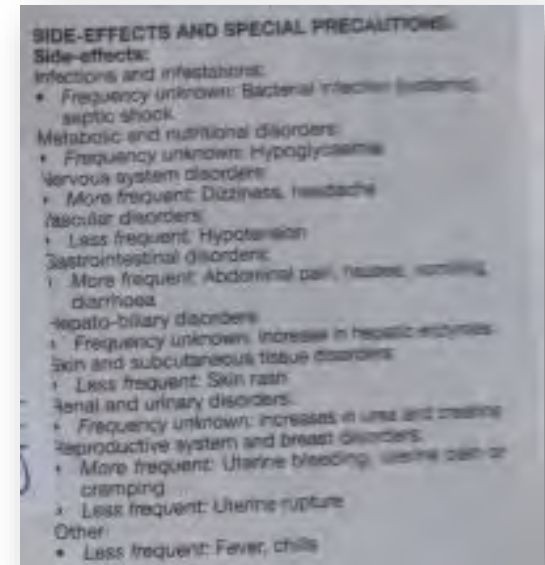 SIDE-EFFECTS AND SPECIAL PRECAUTIONS:
Side-effects:
Infections and infestations:
• Frequency unknown: Bacterial infection (systemic),
septic shock
Metabolic and nutritional disorders:
• Frequency unknown: Hypoglycaemia
Nervous system disorders:
• More frequent: Dizziness, headache
Vascular disorders:
• Less frequent: Hypotension
Gastrointestinal disorders:
• More frequent: Abdominal pain, nausea, vomiting,
diarrhoea
Hepato-biliary disorders:
• Frequency unknown: Increase in hepatic enzymes
Skin and subcutaneous tissue disorders:
• Less frequent: Skin rash
Renal and urinary disorders:
• Frequency unknown: Increases in urea and
Reproductive system and breast disorders:
• More frequent: Uterine bleeding, uterine pain or
cramping
• Less frequent: Uterine rupture
Other:
• Less frequent: Fever, chills